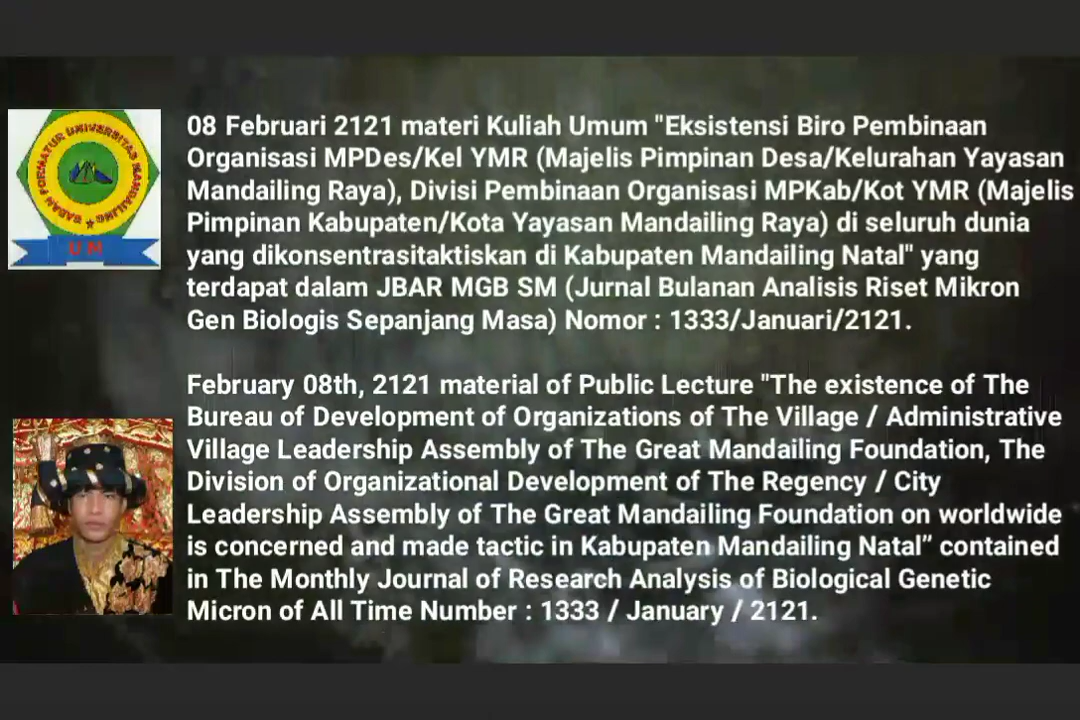 BADAN FORMATUR UNIVERSITAS MANDAILING
U M
08 Februari 2121 materi Kuliah Umum "Eksistensi Biro Pembinaan
Organisasi MPDes/Kel YMR (Majelis Pimpinan Desa/Kelurahan Yayasan
Mandailing Raya), Divisi Pembinaan Organisasi MPKab/Kot YMR (Majelis
Pimpinan Kabupaten/Kota Yayasan Mandailing Raya) di seluruh dunia
yang dikonsentrasitaktiskan di Kabupaten Mandailing Natal" yang
terdapat dalam JBAR MGB SM (Jurnal Bulanan Analisis Riset Mikron
Gen Biologis Sepanjang Masa) Nomor : 1333/Januari/2121.
February 08th, 2121 material of Public Lecture "The existence of The
Bureau of Development of Organizations of The Village / Administrative
Village Leadership Assembly of The Great Mandailing Foundation, The
Division of Organizational Development of The Regency / City
Leadership Assembly of The Great Mandailing Foundation on worldwide
is concerned and made tactic in Kabupaten Mandailing Natal” contained
in The Monthly Journal of Research Analysis of Biological Genetic
Micron of All Time Number : 1333 / January / 2121.